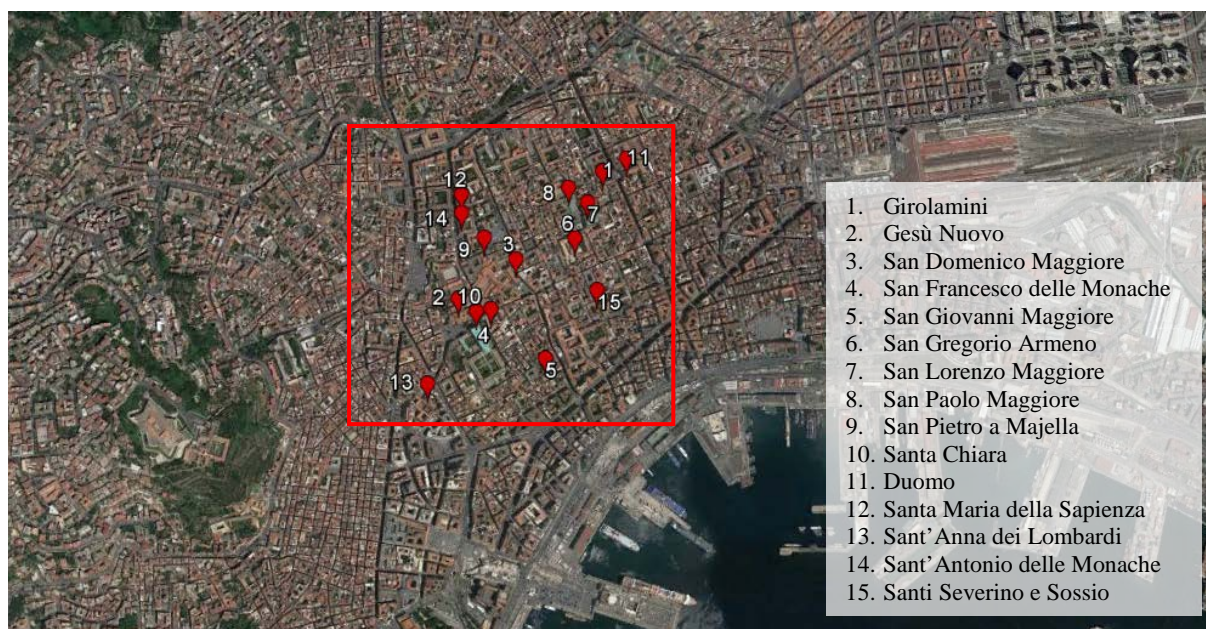 11
1
12
8
7
14
6
9
3
15
2
10
4
5
13
1. Girolamini
2. Gesù Nuovo
3. San Domenico Maggiore
4. San Francesco delle Monache
5. San Giovanni Maggiore
6. San Gregorio Armeno
7. San Lorenzo Maggiore
8. San Paolo Maggiore
9. San Pietro a Majella
10. Santa Chiara
11. Duomo
12. Santa Maria della Sapienza
13. Sant’Anna dei Lombardi
14. Sant’Antonio delle Monache
15. Santi Severino e Sossio